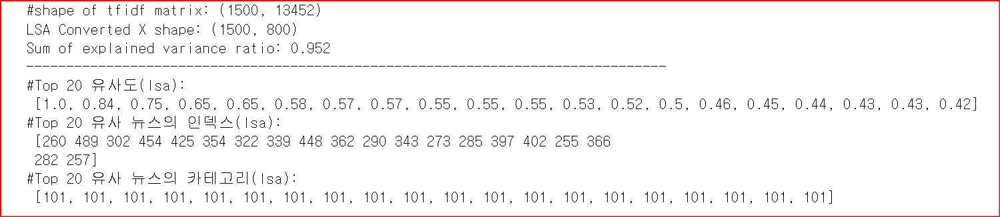 #shape of tfidf matrix: (1500, 13452)
LSA Converted X shape: (1500, 800)
Sum of explained variance ratio: 0.952
--------------------------------------------------------------------------------
#Top 20 유사도(lsa):
[1.0, 0.84, 0.75, 0.65, 0.65, 0.58, 0.57, 0.57, 0.55, 0.55, 0.55, 0.53, 0.52, 0.5, 0.46, 0.45, 0.44, 0.43, 0.43, 0.42]
#Top 20 유사 뉴스의 인덱스(lsa):
[260 489 302 454 425 354 322 339 448 362 290 343 273 285 397 402 255 366
282 257]
#Top 20 유사 뉴스의 카테고리(lsa):
[101, 101, 101, 101, 101, 101, 101, 101, 101, 101, 101, 101, 101, 101, 101, 101, 101, 101, 101, 101]